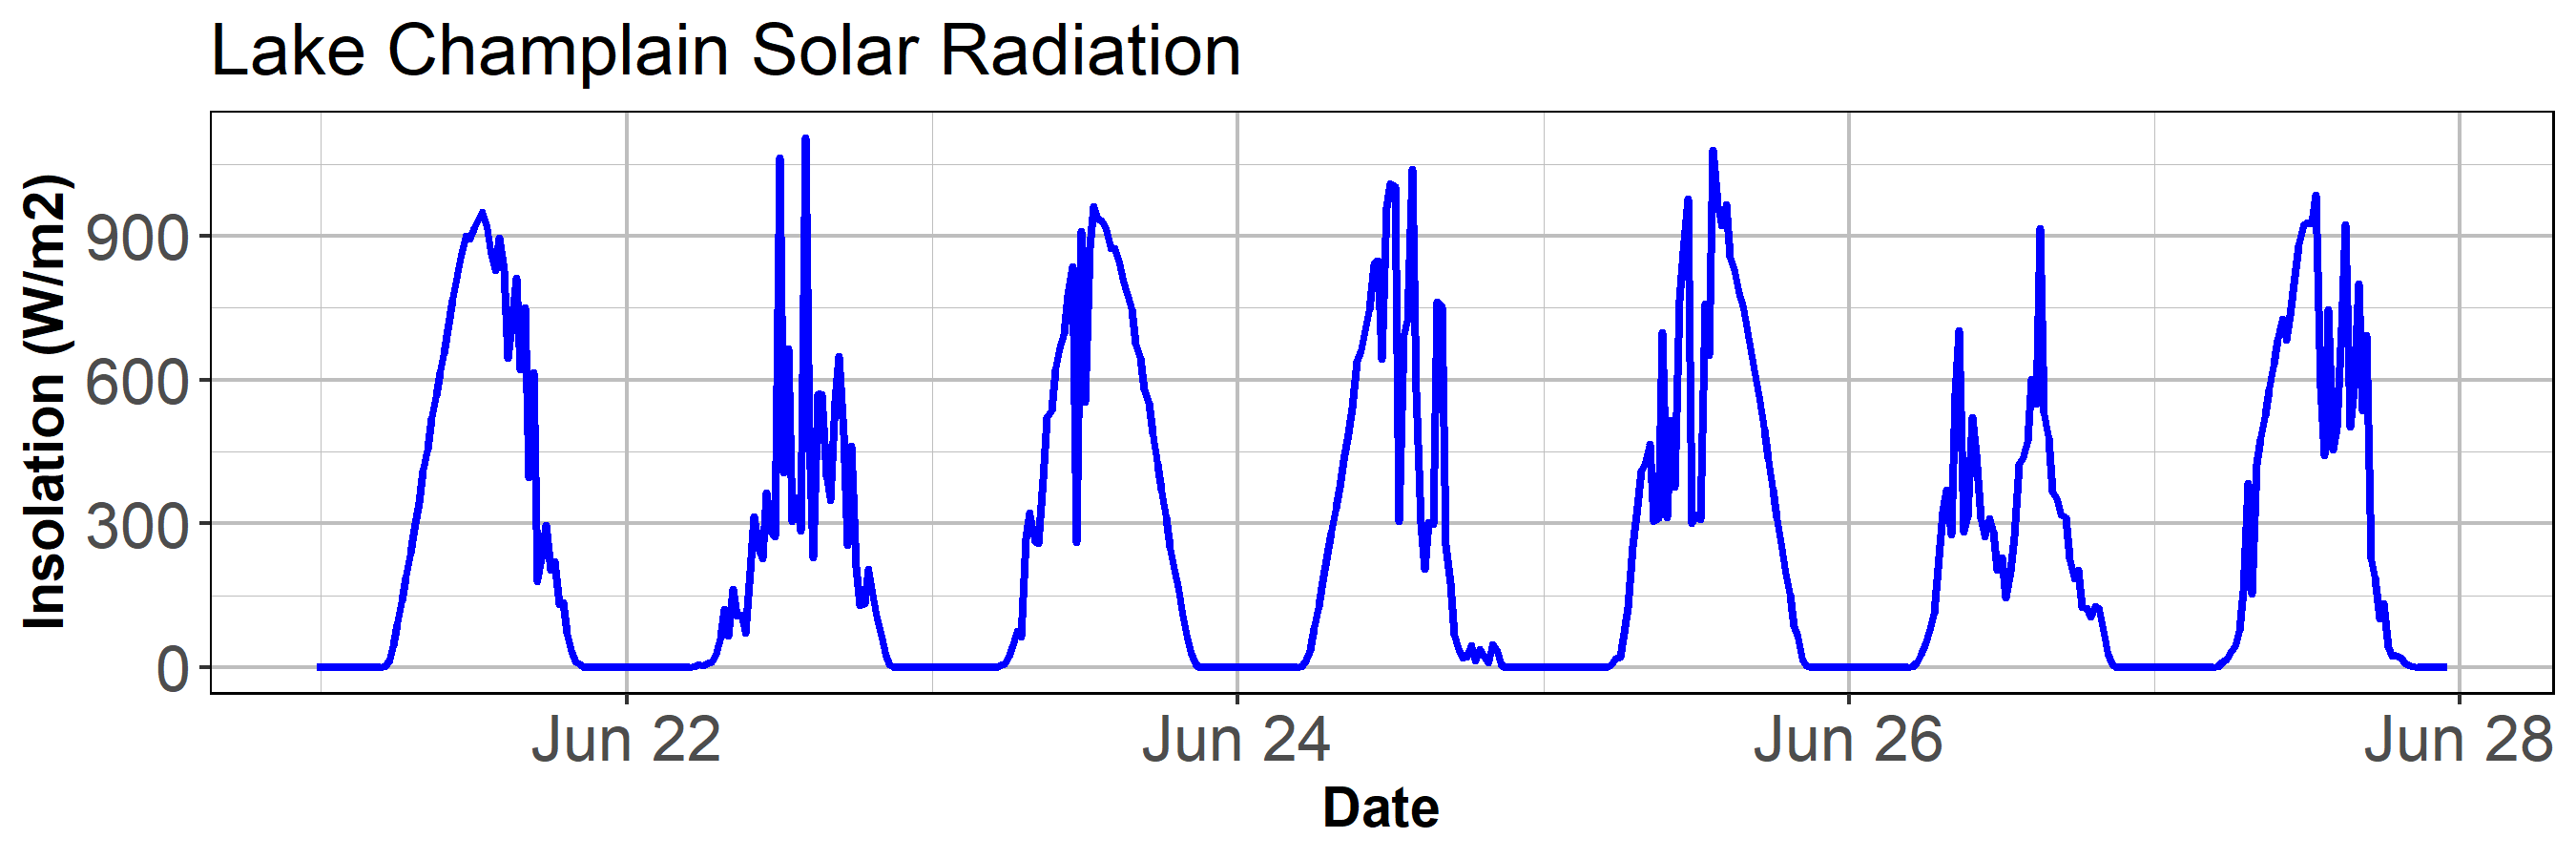 Lake Champlain Solar Radiation
Insolation (W/m2)
900
600
300
0
Jun 22
Jun 24
Jun 26
Jun 28
Date